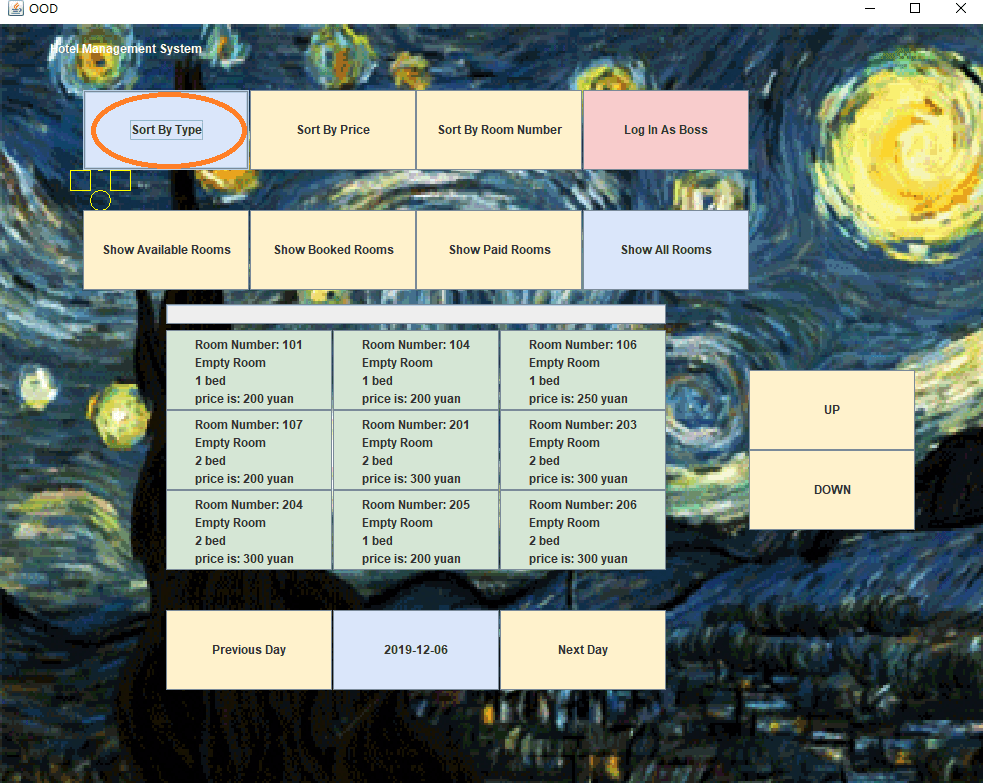 OOD
Hotel Management System
Sort By Type
Sort By Price
Sort By Room Number
Log In As Boss
Show Available Rooms
Show Booked Rooms
Show Paid Rooms
Show All Rooms
Room Number: 101
Empty Room
1 bed
price is: 200 yuan
Room Number: 104
Empty Room
1 bed
price is: 200 yuan
Room Number: 106
Empty Room
1 bed
price is: 250 yuan
Room Number: 107
Empty Room
2 bed
price is: 200 yuan
Room Number: 201
Empty Room
2 bed
price is: 300 yuan
Room Number: 203
Empty Room
2 bed
price is: 300 yuan
Room Number: 204
Empty Room
2 bed
price is: 300 yuan
Room Number: 205
Empty Room
1 bed
price is: 200 yuan
Room Number: 206
Empty Room
2 bed
price is: 300 yuan
UP
DOWN
Previous Day
2019-12-06
Next Day